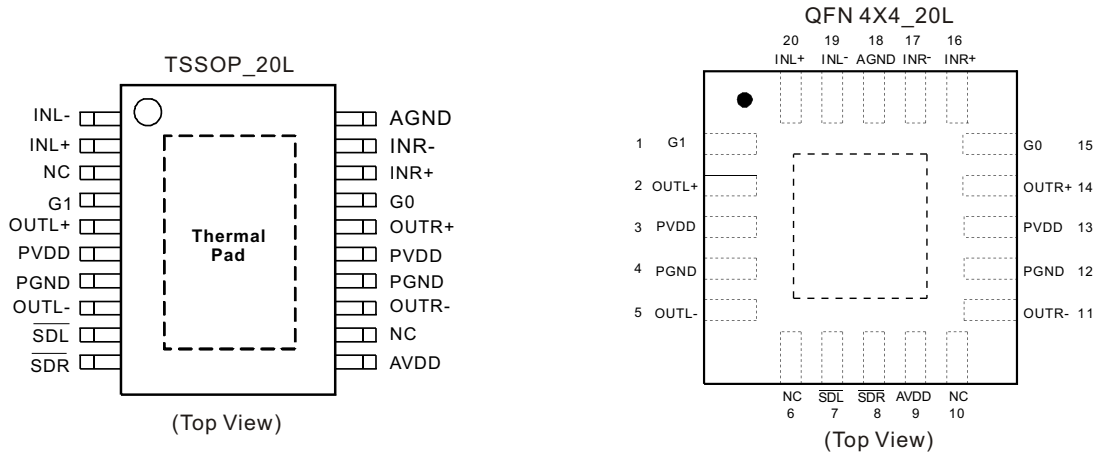 TSSOP_20L
INL-
INL+
NC
G1
OUTL+
PVDD
PGND
OUTL-
SDL
SDR
Thermal
Pad
AGND
INR-
INR+
G0
OUTR+
PVDD
PGND
OUTR-
NC
AVDD
(Top View)
QFN 4X4_20L
20 19 18 17 16
INL+ INL- AGND INR- INR+
1 G1
2 OUTL+
3 PVDD
4 PGND
5 OUTL-
G0 15
OUTR+ 14
PVDD 13
PGND 12
OUTR- 11
NC SDL SDR AVDD NC
6 7 8 9 10
(Top View)